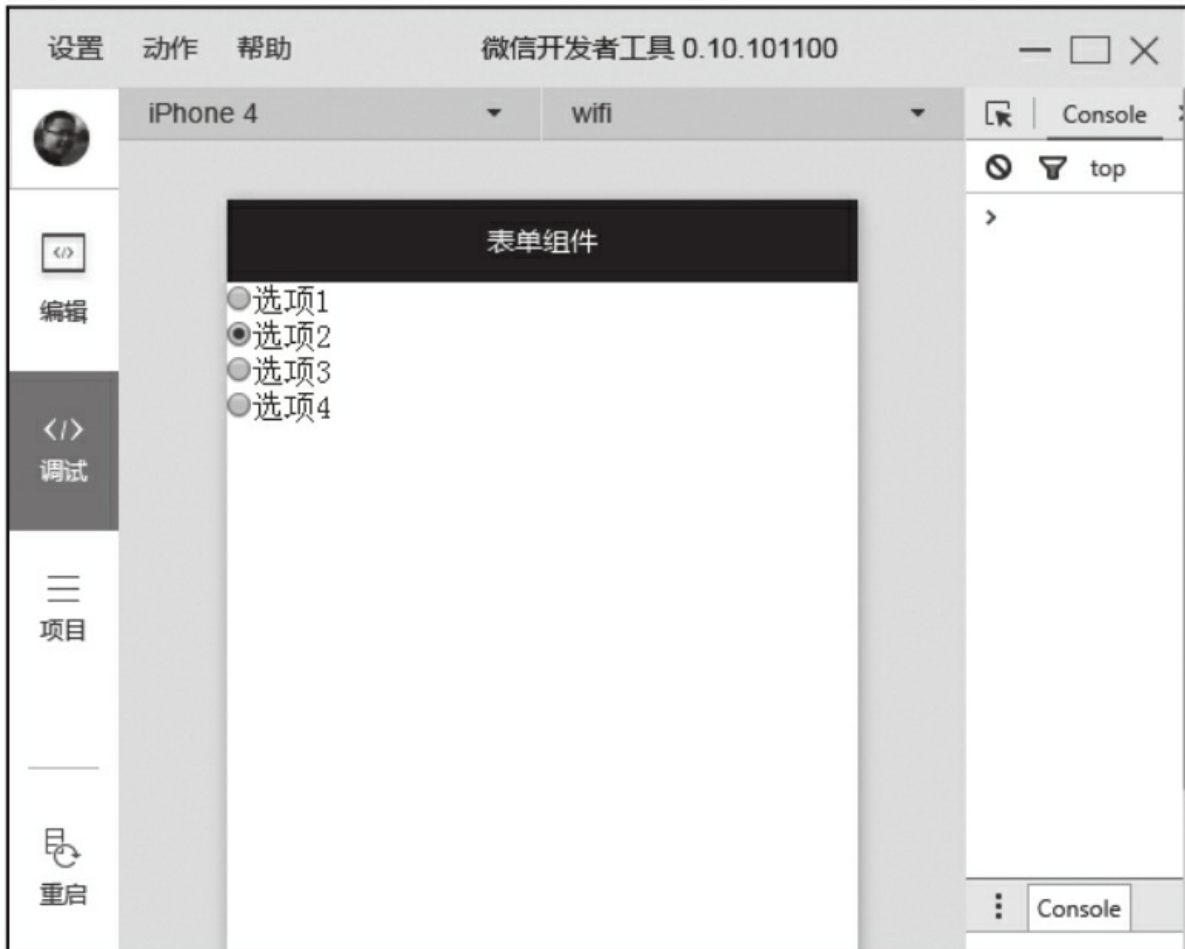 设置 动作 帮助 微信开发者工具 0.10.101100
iPhone 4 wifi Console
top
>
表单组件
选项1
选项2
选项3
选项4
</>
编辑
</>
调试
项目
重启
Console